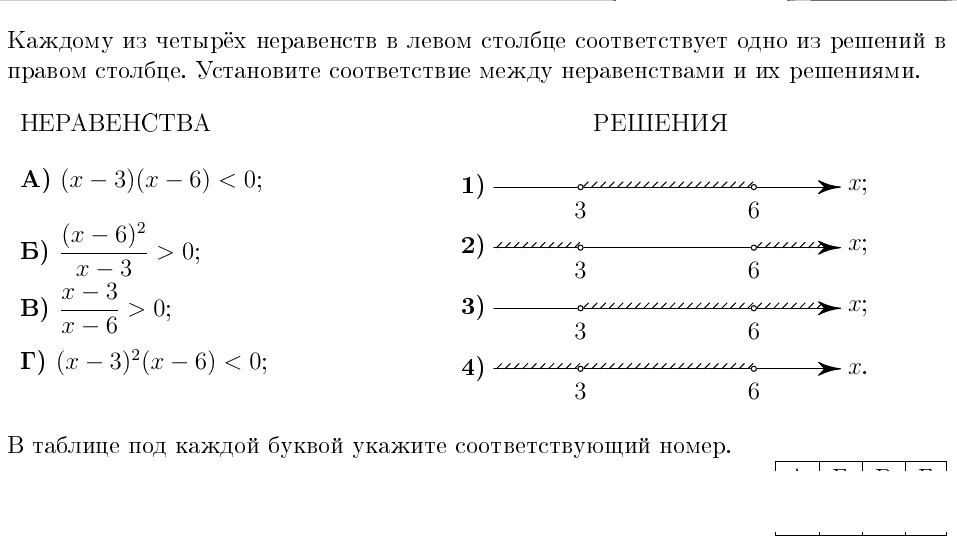 Каждому из четырёх неравенств в левом столбце соответствует одно из решений в
правом столбце. Установите соответствие между неравенствами и их решениями.
НЕРАВЕНСТВА
РЕШЕНИЯ
А) (x − 3)(x − 6) < 0;
Б) (x − 6)² / (x − 3) > 0;
В) (x − 3) / (x − 6) > 0;
Г) (x − 3)²(x − 6) < 0;
1) x;
3 6
2) x;
3 6
3) x;
3 6
4) x.
3 6
В таблице под каждой буквой укажите соответствующий номер.